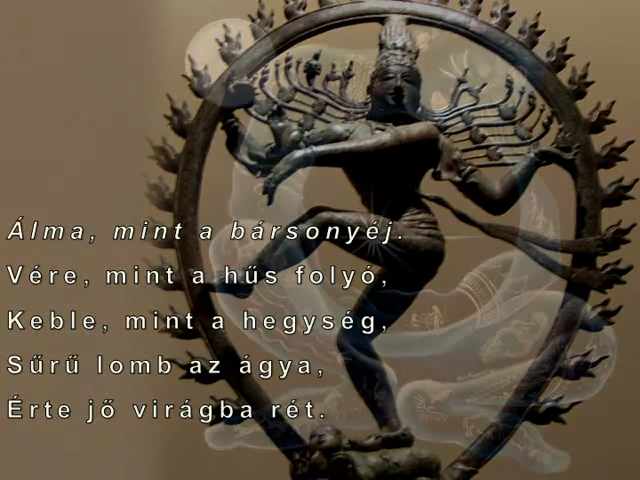 Álma, mint a bársonyéj.
Vére, mint a hűs folyó,
Keble, mint a hegység,
Sűrű lomb az ágya,
Érte jő virágba rét.